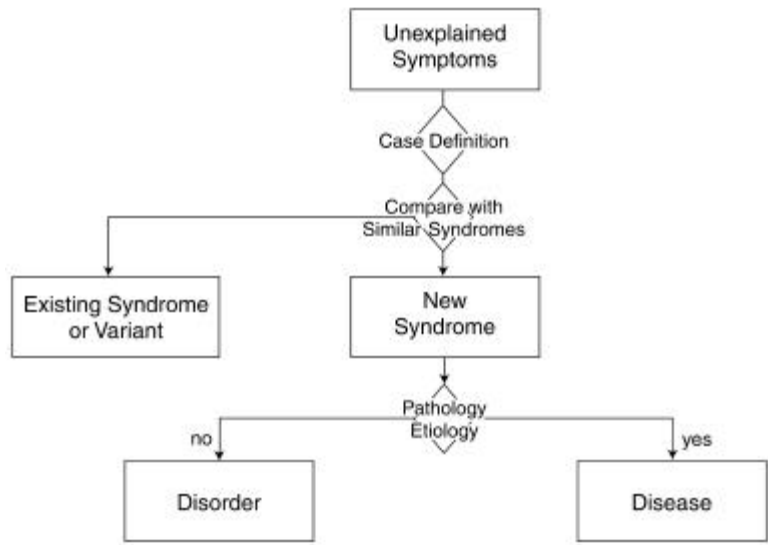 Unexplained
Symptoms
Case Definition
Compare with
Similar Syndromes
Existing Syndrome
or Variant
New
Syndrome
Pathology
Etiology
no
yes
Disorder
Disease